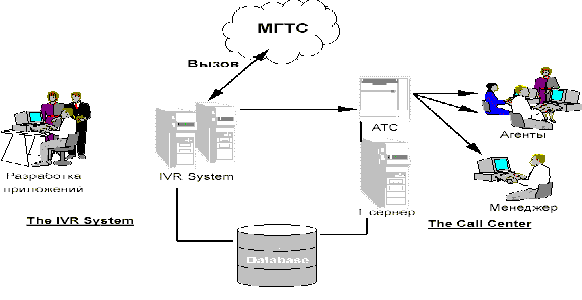 МГТС
Вызов
АТС
Агенты
IVR System
Разработка
приложений
T сервер
Менеджер
The IVR System
The Call Center
Database